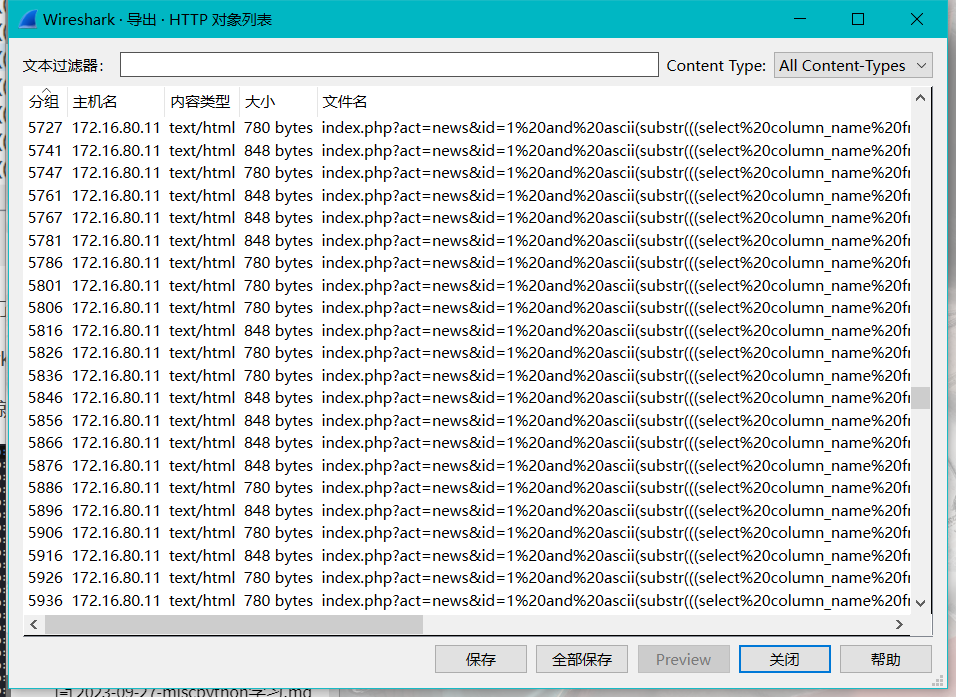 Wireshark · 导出 · HTTP 对象列表
文本过滤器： Content Type: All Content-Types
分组 主机名 内容类型 大小 文件名
5727 172.16.80.11 text/html 780 bytes index.php?act=news&id=1%20and%20ascii(substr(((select%20column_name%20fr
5741 172.16.80.11 text/html 848 bytes index.php?act=news&id=1%20and%20ascii(substr(((select%20column_name%20fr
5747 172.16.80.11 text/html 780 bytes index.php?act=news&id=1%20and%20ascii(substr(((select%20column_name%20fr
5761 172.16.80.11 text/html 848 bytes index.php?act=news&id=1%20and%20ascii(substr(((select%20column_name%20fr
5767 172.16.80.11 text/html 848 bytes index.php?act=news&id=1%20and%20ascii(substr(((select%20column_name%20fr
5781 172.16.80.11 text/html 848 bytes index.php?act=news&id=1%20and%20ascii(substr(((select%20column_name%20fr
5786 172.16.80.11 text/html 780 bytes index.php?act=news&id=1%20and%20ascii(substr(((select%20column_name%20fr
5801 172.16.80.11 text/html 848 bytes index.php?act=news&id=1%20and%20ascii(substr(((select%20column_name%20fr
5806 172.16.80.11 text/html 780 bytes index.php?act=news&id=1%20and%20ascii(substr(((select%20column_name%20fr
5816 172.16.80.11 text/html 848 bytes index.php?act=news&id=1%20and%20ascii(substr(((select%20column_name%20fr
5826 172.16.80.11 text/html 780 bytes index.php?act=news&id=1%20and%20ascii(substr(((select%20column_name%20fr
5836 172.16.80.11 text/html 780 bytes index.php?act=news&id=1%20and%20ascii(substr(((select%20column_name%20fr
5846 172.16.80.11 text/html 848 bytes index.php?act=news&id=1%20and%20ascii(substr(((select%20column_name%20fr
5856 172.16.80.11 text/html 848 bytes index.php?act=news&id=1%20and%20ascii(substr(((select%20column_name%20fr
5866 172.16.80.11 text/html 848 bytes index.php?act=news&id=1%20and%20ascii(substr(((select%20column_name%20fr
5876 172.16.80.11 text/html 848 bytes index.php?act=news&id=1%20and%20ascii(substr(((select%20column_name%20fr
5886 172.16.80.11 text/html 780 bytes index.php?act=news&id=1%20and%20ascii(substr(((select%20column_name%20fr
5896 172.16.80.11 text/html 848 bytes index.php?act=news&id=1%20and%20ascii(substr(((select%20column_name%20fr
5906 172.16.80.11 text/html 780 bytes index.php?act=news&id=1%20and%20ascii(substr(((select%20column_name%20fr
5916 172.16.80.11 text/html 848 bytes index.php?act=news&id=1%20and%20ascii(substr(((select%20column_name%20fr
5926 172.16.80.11 text/html 780 bytes index.php?act=news&id=1%20and%20ascii(substr(((select%20column_name%20fr
5936 172.16.80.11 text/html 780 bytes index.php?act=news&id=1%20and%20ascii(substr(((select%20column_name%20fr
保存 全部保存 Preview 关闭 帮助
2023-09-27-miscpython学习.md